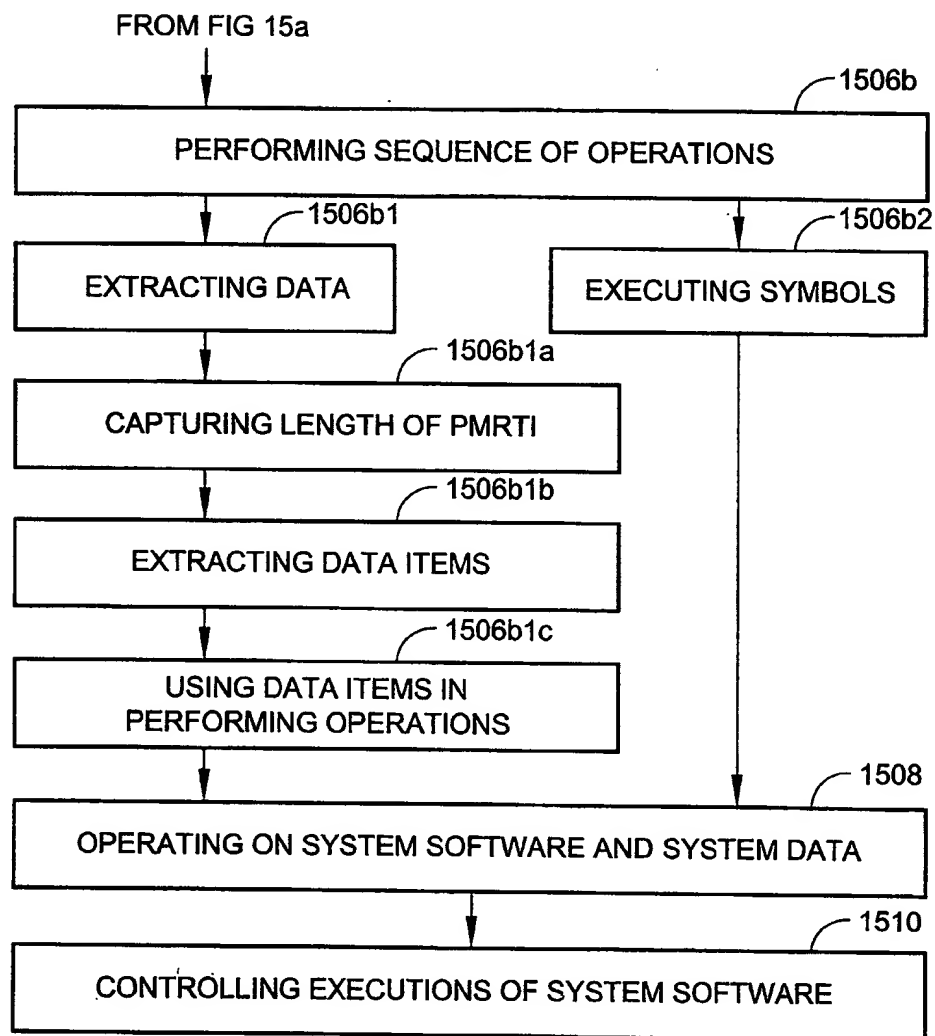 FROM FIG 15a
1506b
PERFORMING SEQUENCE OF OPERATIONS
1506b1
1506b2
EXTRACTING DATA
EXECUTING SYMBOLS
1506b1a
CAPTURING LENGTH OF PMRTI
1506b1b
EXTRACTING DATA ITEMS
1506b1c
USING DATA ITEMS IN
PERFORMING OPERATIONS
1508
OPERATING ON SYSTEM SOFTWARE AND SYSTEM DATA
1510
CONTROLLING EXECUTIONS OF SYSTEM SOFTWARE